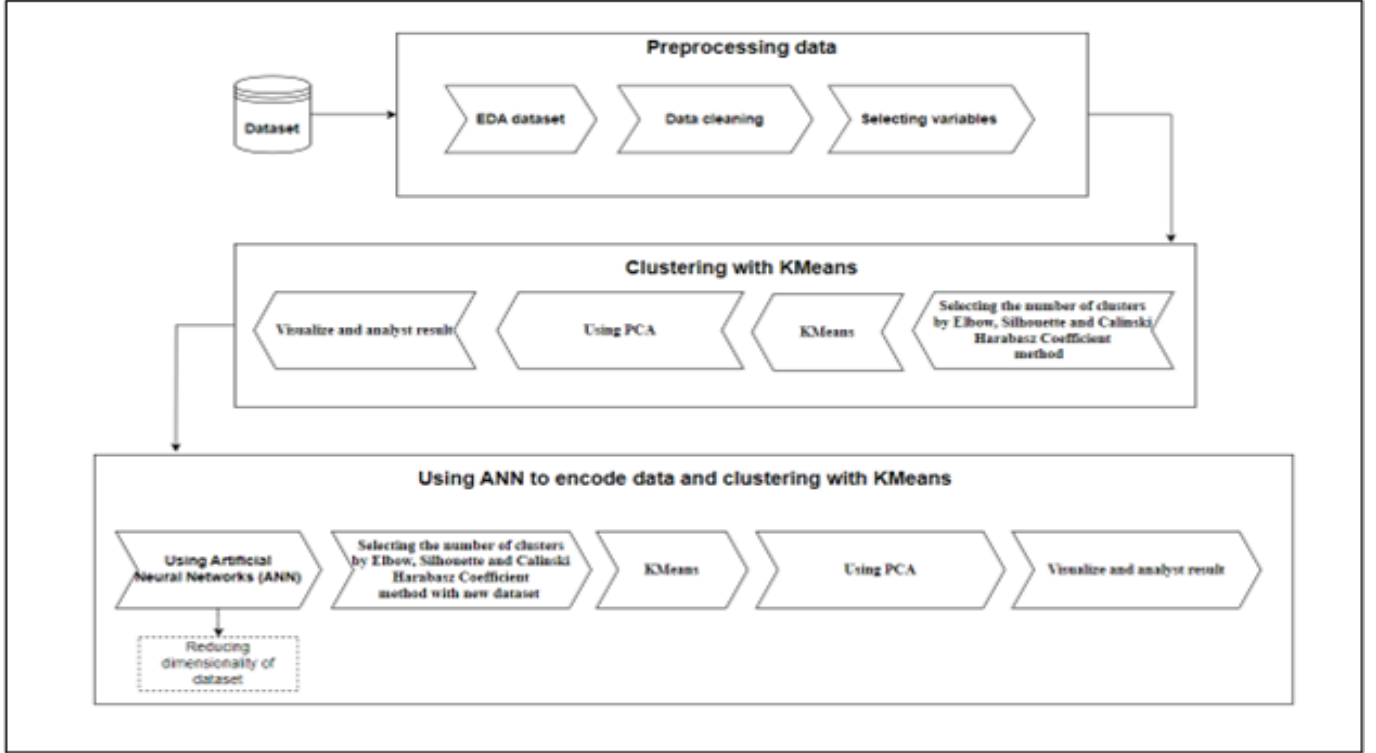 Preprocessing data
Dataset
EDA dataset
Data cleaning
Selecting variables
Clustering with KMeans
Visualize and analyst result
Using PCA
KMeans
Selecting the number of clusters
by Elbow, Silhouette and Calinski
Harabasz Coefficient
method
Using ANN to encode data and clustering with KMeans
Using Artificial
Neural Networks (ANN)
Selecting the number of clusters
by Elbow, Silhouette and Calinski
Harabasz Coefficient
method with new dataset
KMeans
Using PCA
Visualize and analyst result
Reducing
dimensionality of
dataset